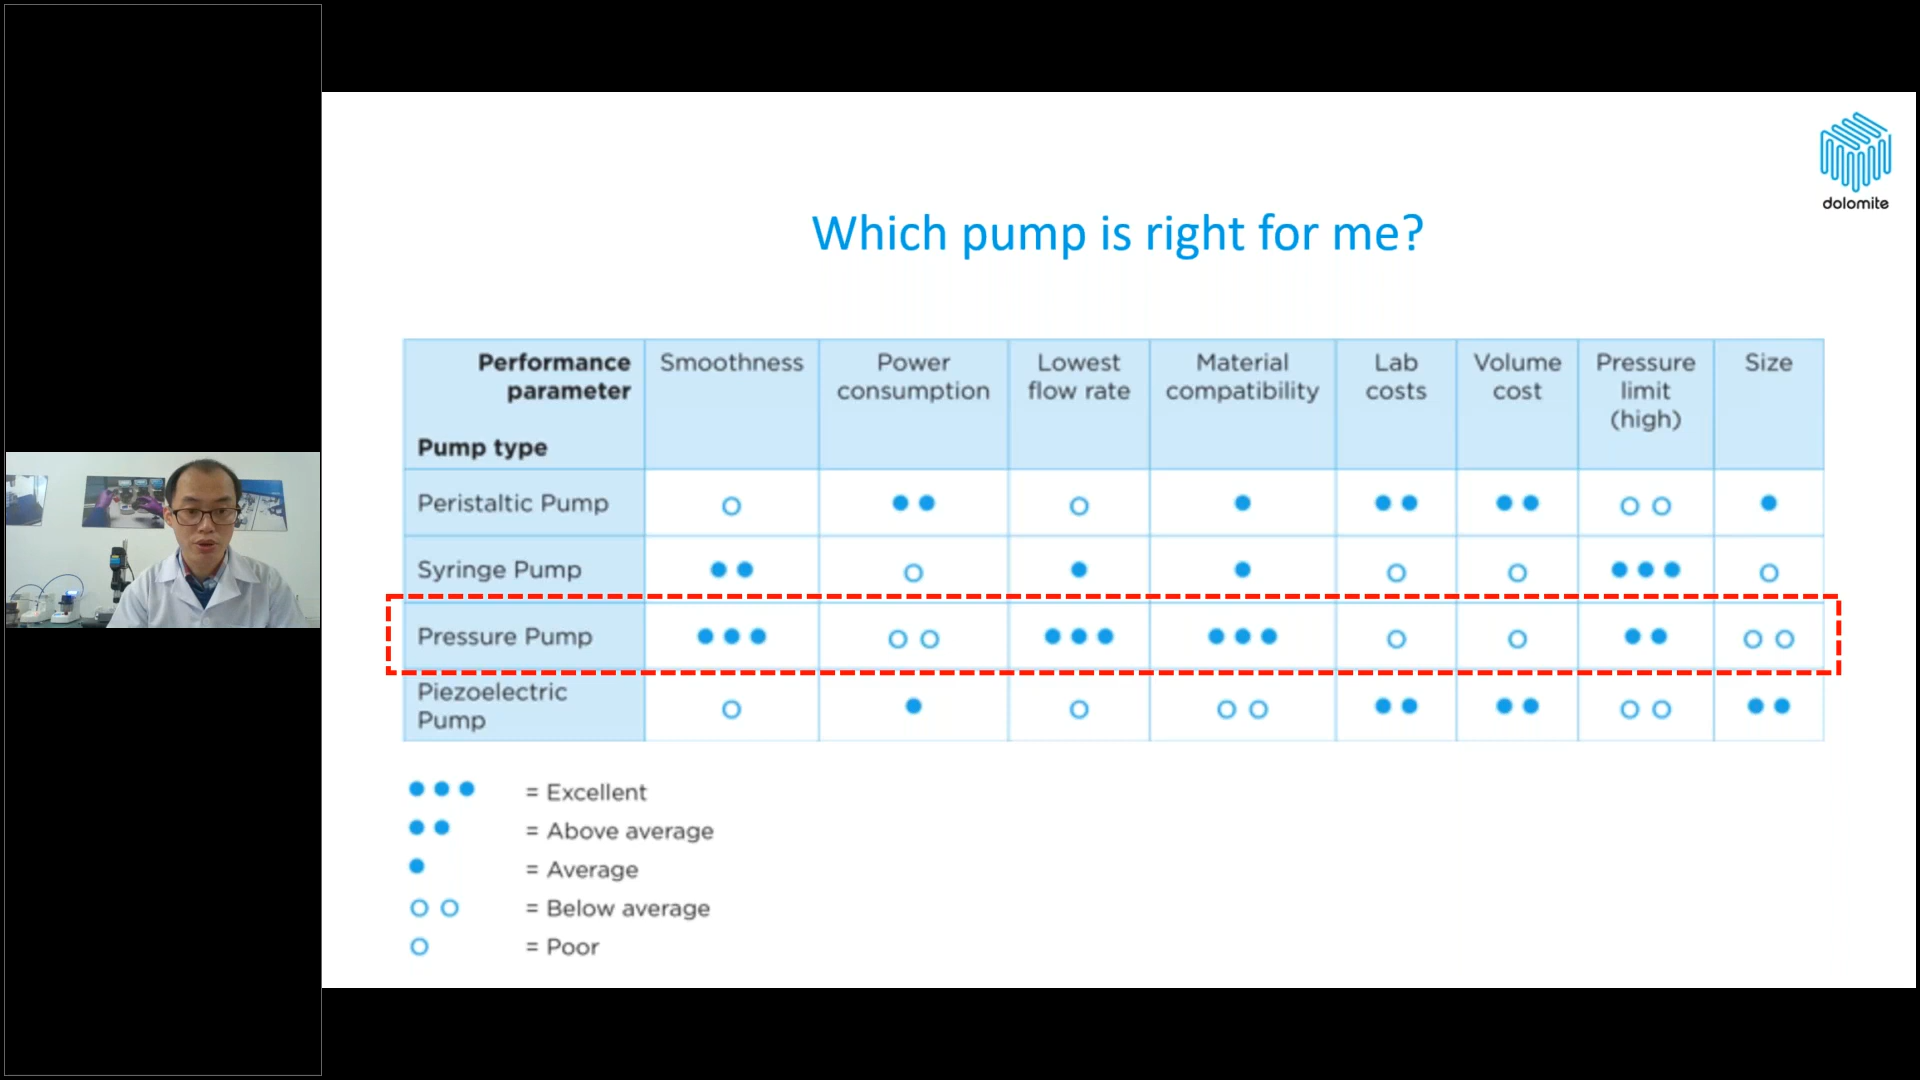 dolomite
Which pump is right for me?
Performance parameter
Pump type
Smoothness
Power consumption
Lowest flow rate
Material compatibility
Lab costs
Volume cost
Pressure limit (high)
Size
Peristaltic Pump
Syringe Pump
Pressure Pump
Piezoelectric Pump
= Excellent
= Above average
= Average
= Below average
= Poor